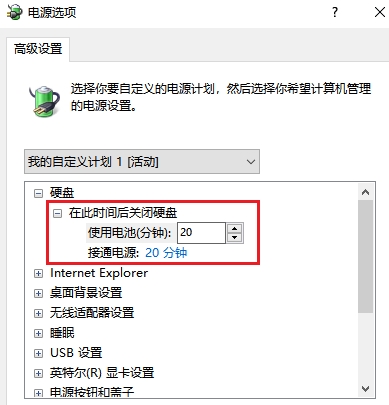 电源选项
高级设置
选择你要自定义的电源计划，然后选择你希望计算机管理
的电源设置。
我的自定义计划 1 [活动]
硬盘
在此时间后关闭硬盘
使用电池(分钟): 20
接通电源: 20 分钟
Internet Explorer
桌面背景设置
无线适配器设置
睡眠
USB 设置
英特尔(R) 显卡设置
电源按钮和盖子